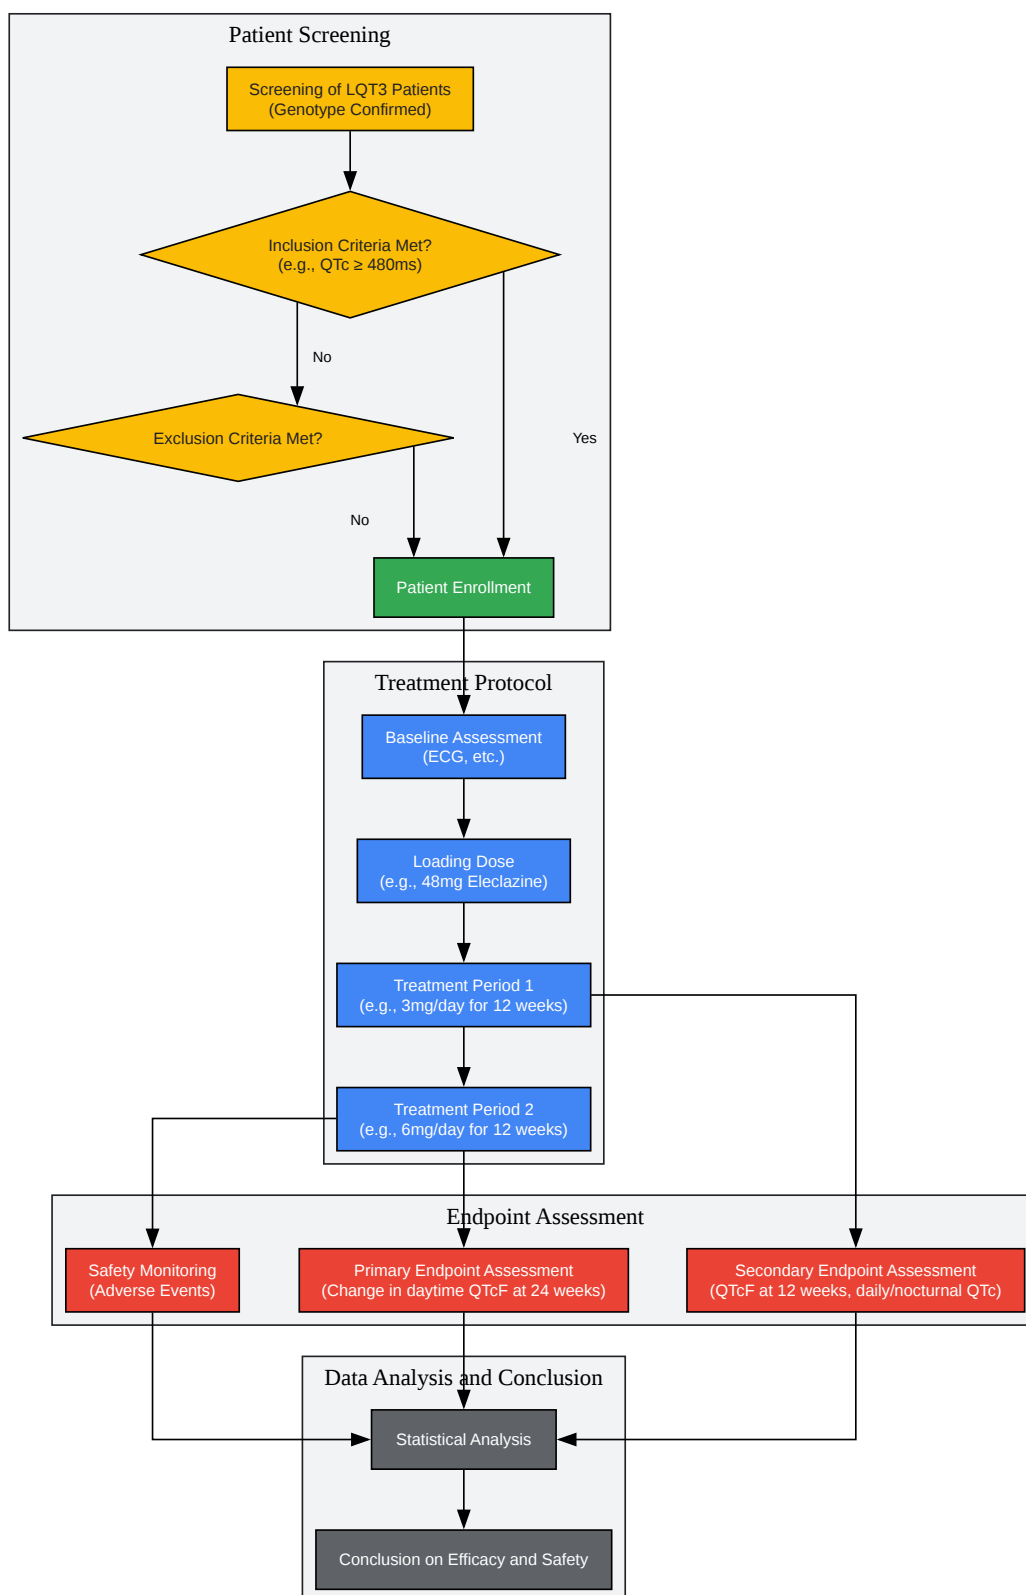 Patient Screening
Screening of LQT3 Patients
(Genotype Confirmed)
Inclusion Criteria Met?
(e.g., QTc ≥ 480ms)
No
Exclusion Criteria Met?
Yes
No
Patient Enrollment
Treatment Protocol
Baseline Assessment
(ECG, etc.)
Loading Dose
(e.g., 48mg Eleclazine)
Treatment Period 1
(e.g., 3mg/day for 12 weeks)
Treatment Period 2
(e.g., 6mg/day for 12 weeks)
Endpoint Assessment
Safety Monitoring
(Adverse Events)
Primary Endpoint Assessment
(Change in daytime QTcF at 24 weeks)
Secondary Endpoint Assessment
(QTcF at 12 weeks, daily/nocturnal QTc)
Data Analysis and Conclusion
Statistical Analysis
Conclusion on Efficacy and Safety